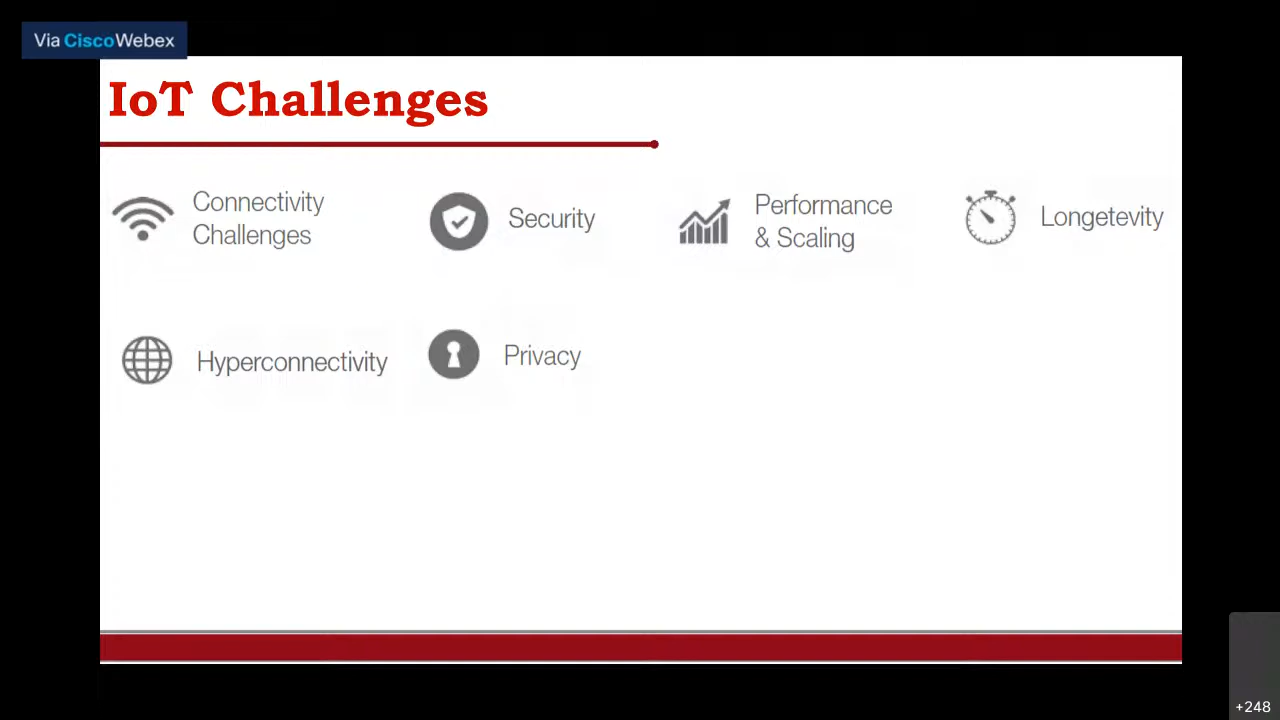 Via CiscoWebex
IoT Challenges
Connectivity
Challenges
Security
Performance
& Scaling
Longetevity
Hyperconnectivity
Privacy
+248